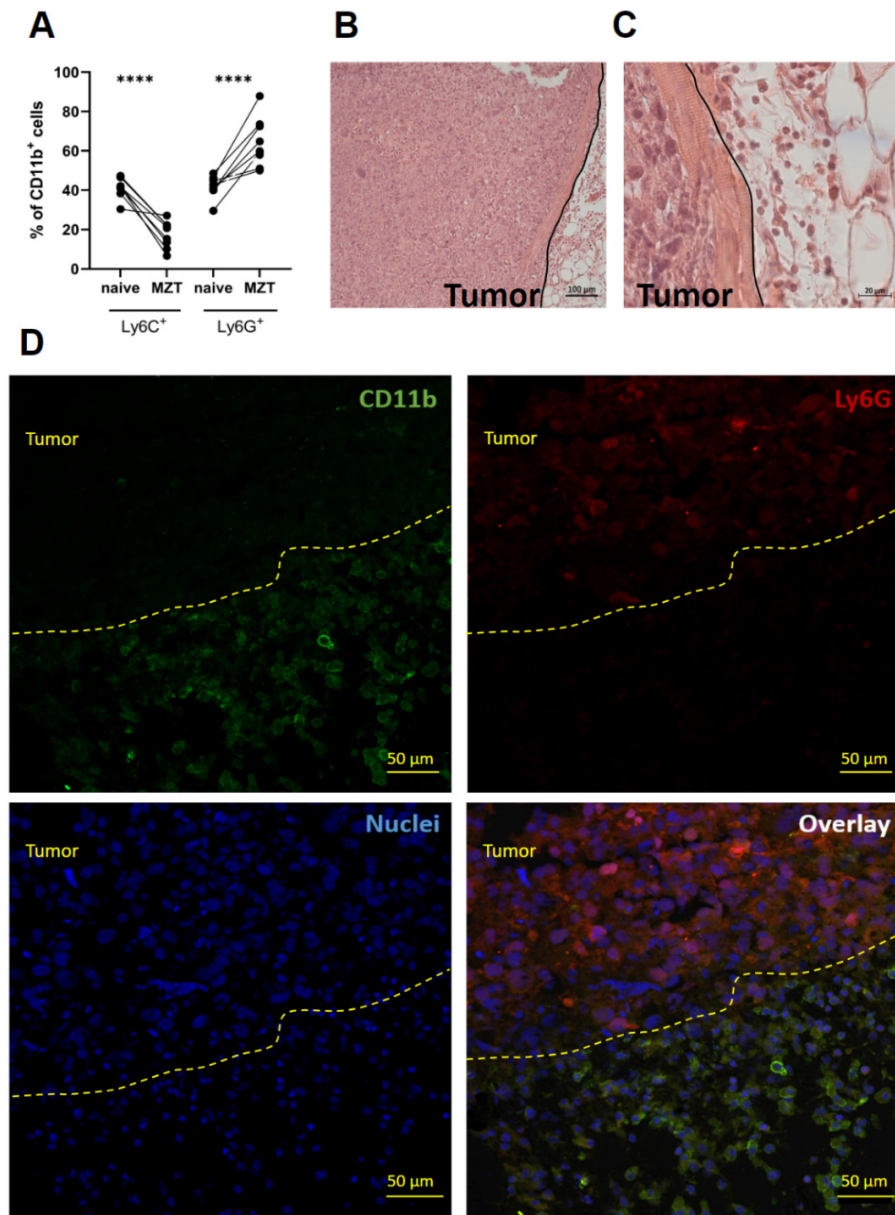 A
B
C
100
80
60
40
20
0
% of CD11b⁺ cells
**** ****
naive MZT naive MZT
Ly6C⁺ Ly6G⁺
Tumor
100 µm
Tumor
20 µm
D
CD11b
Tumor
50 µm
Ly6G
Tumor
50 µm
Nuclei
Tumor
50 µm
Overlay
Tumor
50 µm